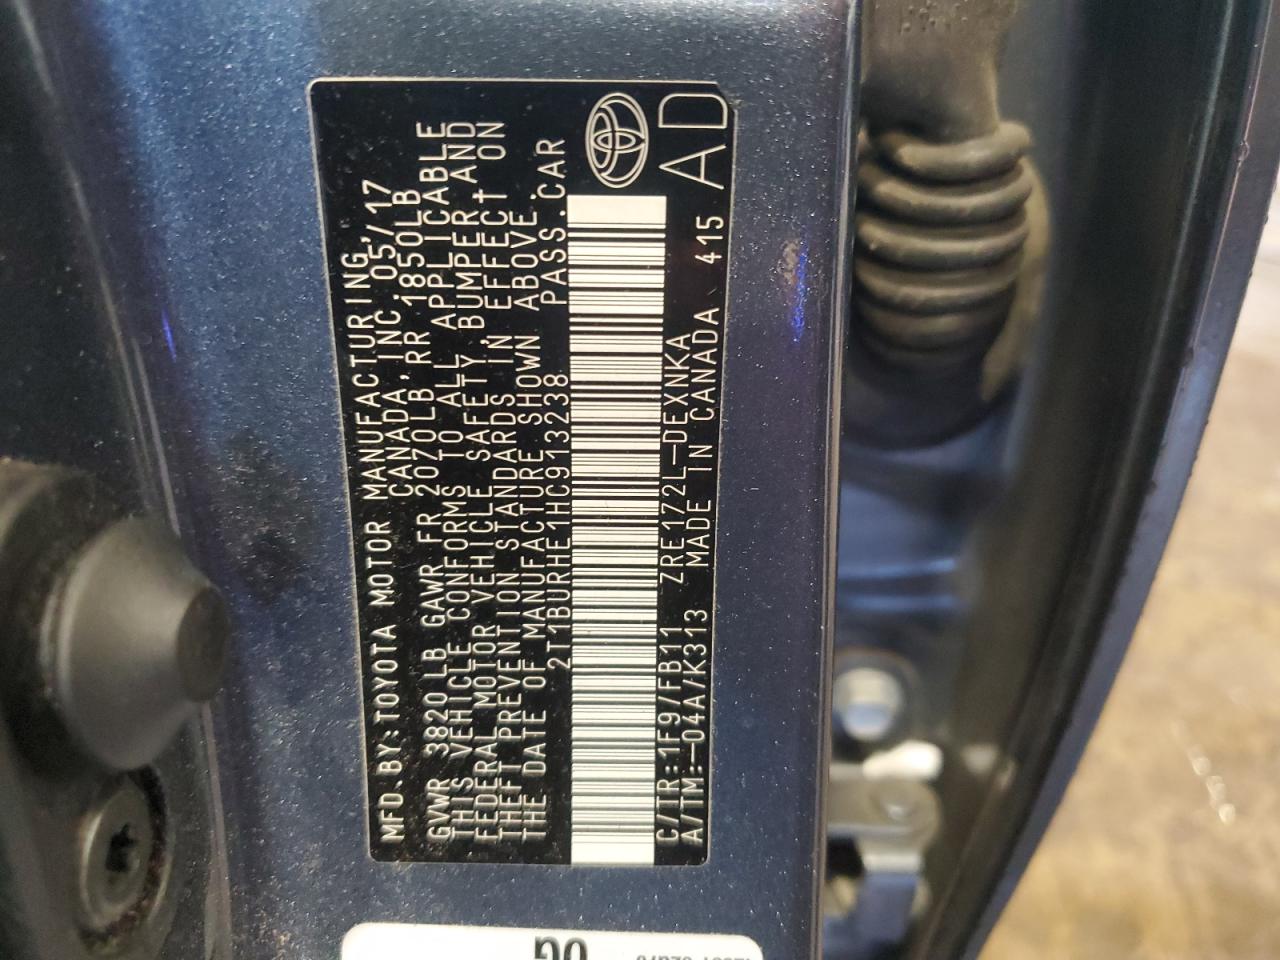 MFD.BY:TOYOTA MOTOR MANUFACTURING,
CANADA, INC. 05/17
GVWR 3820 LB GAWR FR 2070LB, RR 1850LB
THIS VEHICLE CONFORMS TO ALL APPLICABLE
FEDERAL MOTOR VEHICLE SAFETY,BUMPER AND
THEFT PREVENTION STANDARDS IN EFFECT ON
THE DATE OF MANUFACTURE SHOWN ABOVE.
2T1BURHE1HC913238 PASS.CAR
C/TR:1F9/FB11 ZRE172L-DEXNKA
A/TM:-04A/K313 MADE IN CANADA 415
AD